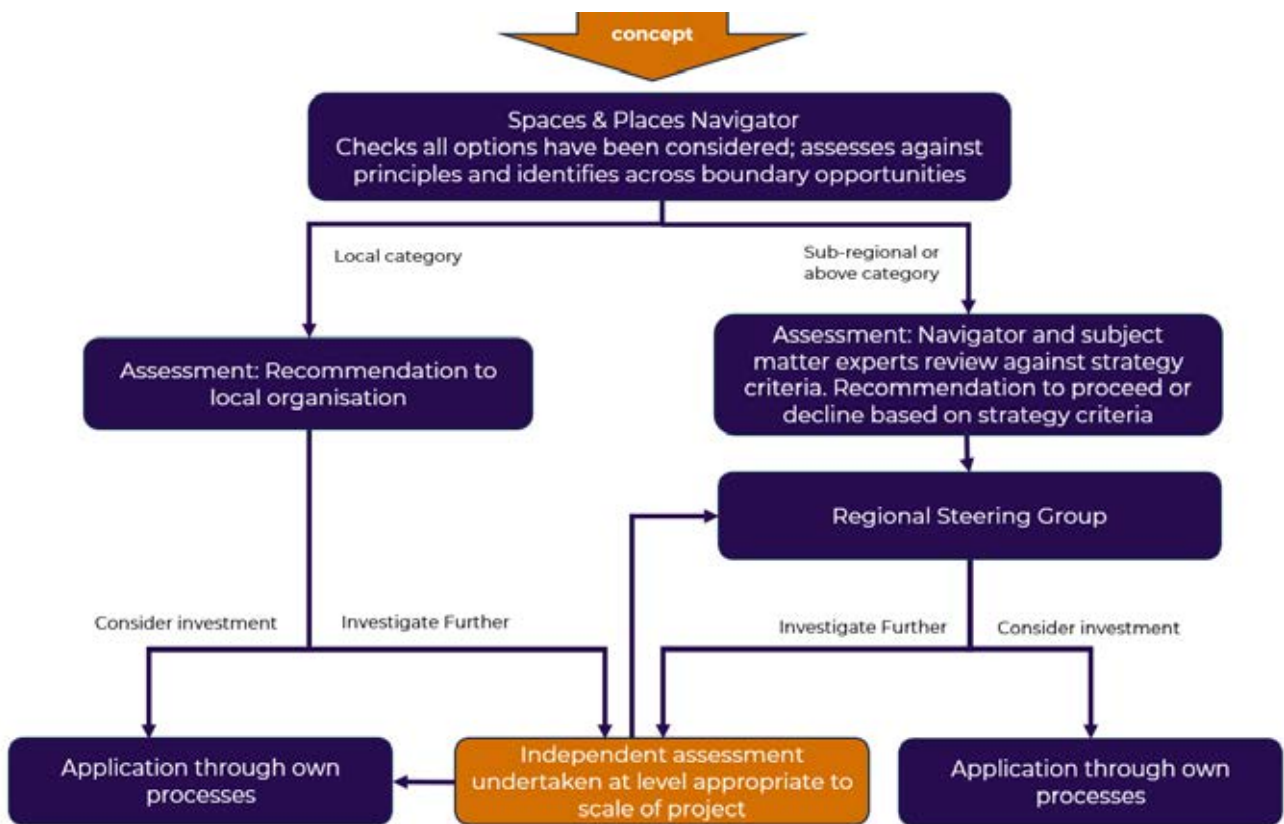 concept
Spaces & Places Navigator
Checks all options have been considered; assesses against
principles and identifies across boundary opportunities
Local category
Sub-regional or
above category
Assessment: Recommendation to
local organisation
Assessment: Navigator and subject
matter experts review against strategy
criteria. Recommendation to proceed or
decline based on strategy criteria
Regional Steering Group
Consider investment
Investigate Further
Investigate Further
Consider investment
Application through own
processes
Independent assessment
undertaken at level appropriate to
scale of project
Application through own
processes